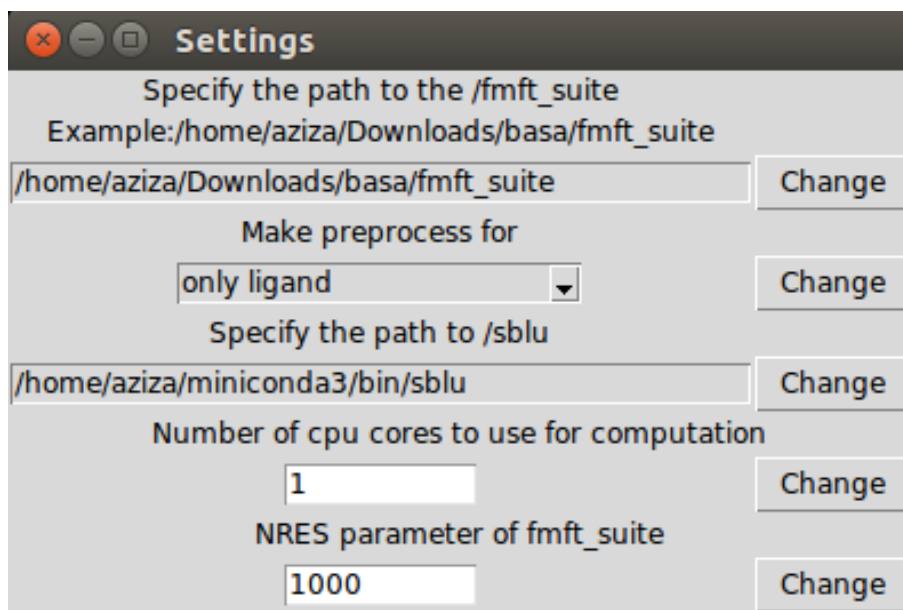 Settings
Specify the path to the /fmft_suite
Example:/home/aziza/Downloads/basa/fmft_suite
/home/aziza/Downloads/basa/fmft_suite Change
Make preprocess for
only ligand Change
Specify the path to /sblu
/home/aziza/miniconda3/bin/sblu Change
Number of cpu cores to use for computation
1 Change
NRES parameter of fmft_suite
1000 Change